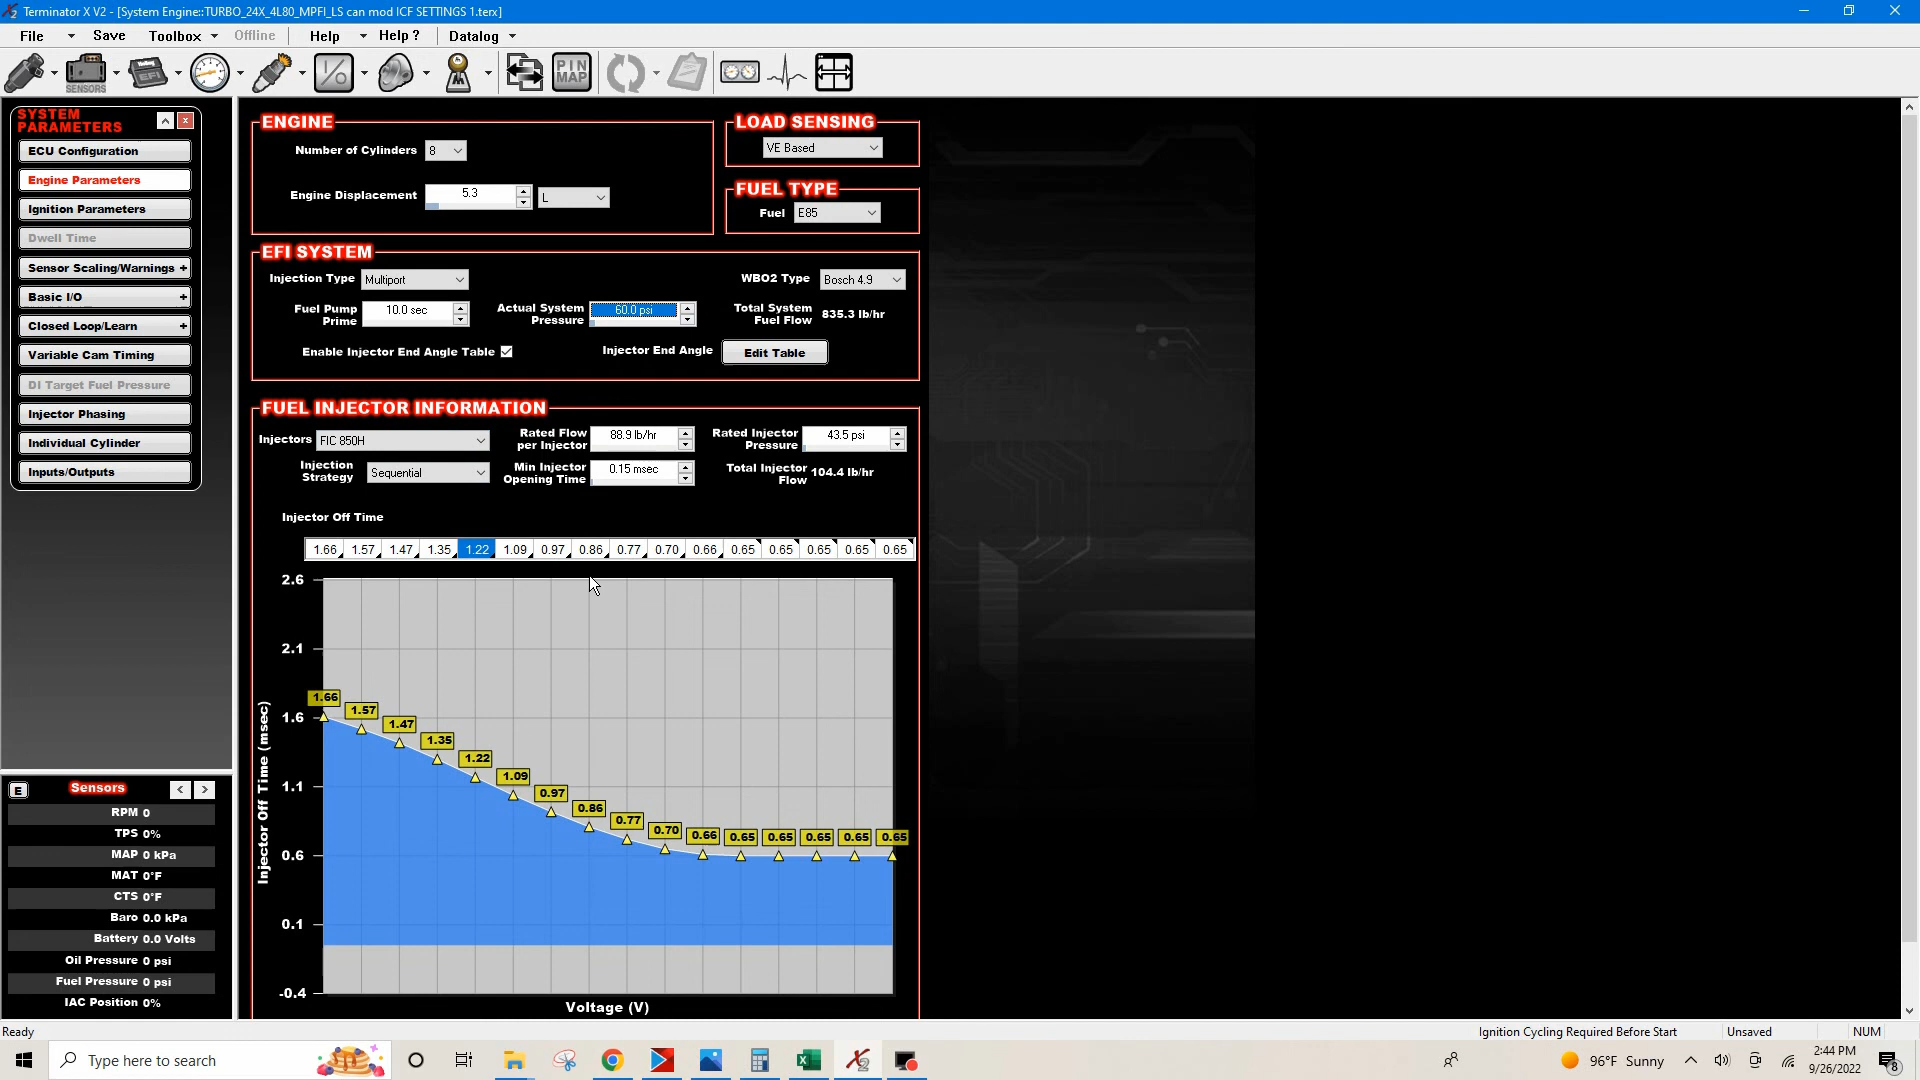 Terminator X V2 - [System Engine::TURBO_24X_4L80_MPFI_LS can mod ICF SETTINGS 1.terx]
File Save Toolbox Offline Help Help ? Datalog
SENSORS
Holley EFI
I/O
PIN MAP
SYSTEM PARAMETERS
ECU Configuration
Engine Parameters
Ignition Parameters
Dwell Time
Sensor Scaling/Warnings +
Basic I/O +
Closed Loop/Learn +
Variable Cam Timing
DI Target Fuel Pressure
Injector Phasing
Individual Cylinder
Inputs/Outputs
ENGINE
Number of Cylinders 8
Engine Displacement 5.3 L
LOAD SENSING
VE Based
FUEL TYPE
Fuel E85
EFI SYSTEM
Injection Type Multiport
WBO2 Type Bosch 4.9
Fuel Pump Prime 10.0 sec
Actual System Pressure 60.0 psi
Total System Fuel Flow 835.3 lb/hr
Enable Injector End Angle Table
Injector End Angle Edit Table
FUEL INJECTOR INFORMATION
Injectors FIC 850H
Rated Flow per Injector 88.9 lb/hr
Rated Injector Pressure 43.5 psi
Injection Strategy Sequential
Min Injector Opening Time 0.15 msec
Total Injector Flow 104.4 lb/hr
Injector Off Time
1.66 1.57 1.47 1.35 1.22 1.09 0.97 0.86 0.77 0.70 0.66 0.65 0.65 0.65 0.65 0.65
2.6
2.1
1.6
1.1
0.6
0.1
-0.4
Injector Off Time (msec)
1.66 1.57 1.47 1.35 1.22 1.09 0.97 0.86 0.77 0.70 0.66 0.65 0.65 0.65 0.65 0.65
Voltage (V)
E Sensors < >
RPM 0
TPS 0%
MAP 0 kPa
MAT 0°F
CTS 0°F
Baro 0.0 kPa
Battery 0.0 Volts
Oil Pressure 0 psi
Fuel Pressure 0 psi
IAC Position 0%
Ready
Ignition Cycling Required Before Start
Unsaved
NUM
Type here to search
96°F Sunny
2:44 PM
9/26/2022
8